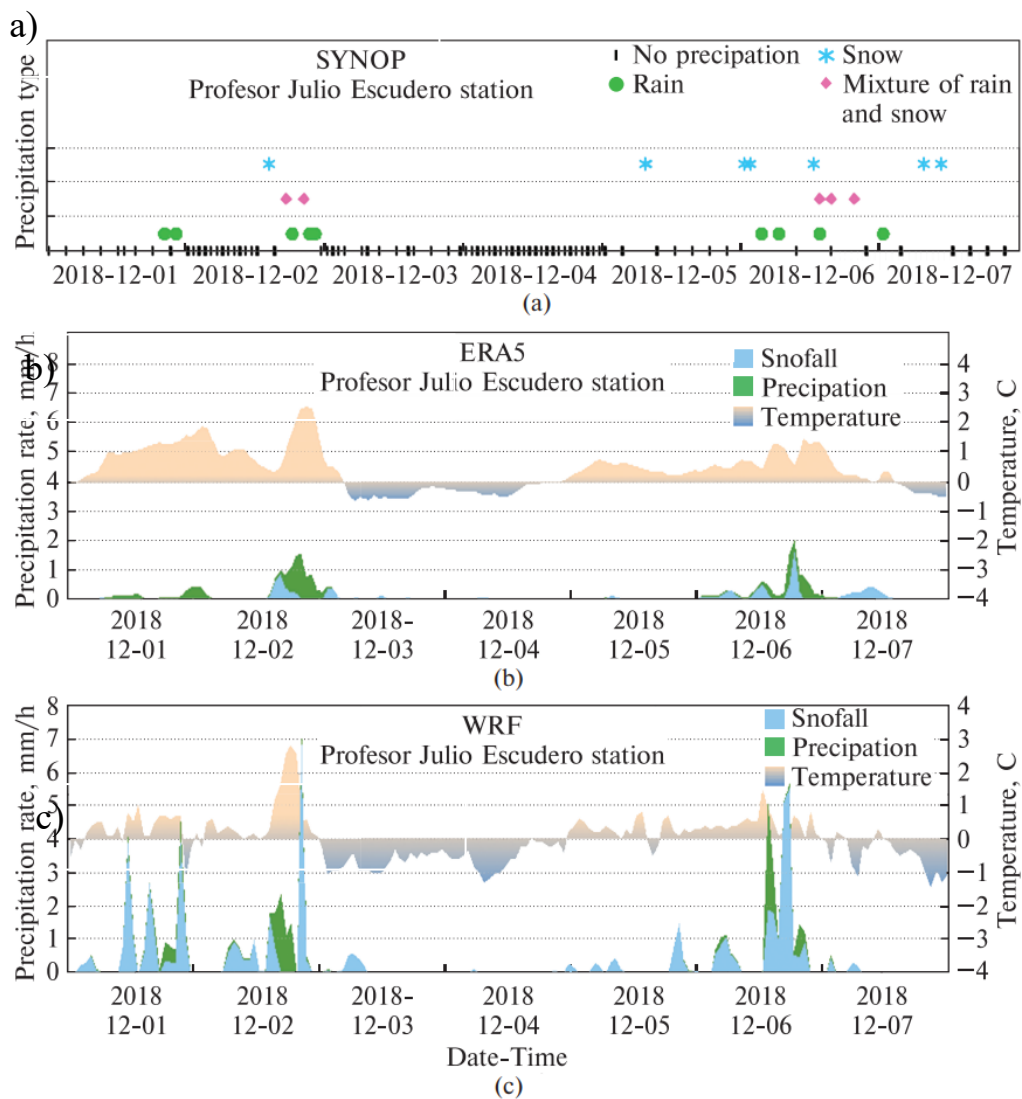 a)
SYNOP
Profesor Julio Escudero station
No precipation
Snow
Rain
Mixture of rain
and snow
Precipitation type
2018-12-01 2018-12-02 2018-12-03 2018-12-04 2018-12-05 2018-12-06 2018-12-07
(a)
b)
ERA5
Profesor Julio Escudero station
Snofall
Precipation
Temperature
Precipitation rate, mm/h
8
7
6
5
4
3
2
1
0
4
3
2
1
0
−1
−2
−3
−4
Temperature, C
2018 2018 2018- 2018 2018 2018 2018
12-01 12-02 12-03 12-04 12-05 12-06 12-07
(b)
c)
WRF
Profesor Julio Escudero station
Snofall
Precipation
Temperature
Precipitation rate, mm/h
8
7
6
5
4
3
2
1
0
4
3
2
1
0
−1
−2
−3
−4
Temperature, C
2018 2018 2018- 2018 2018 2018 2018
12-01 12-02 12-03 12-04 12-05 12-06 12-07
Date-Time
(c)